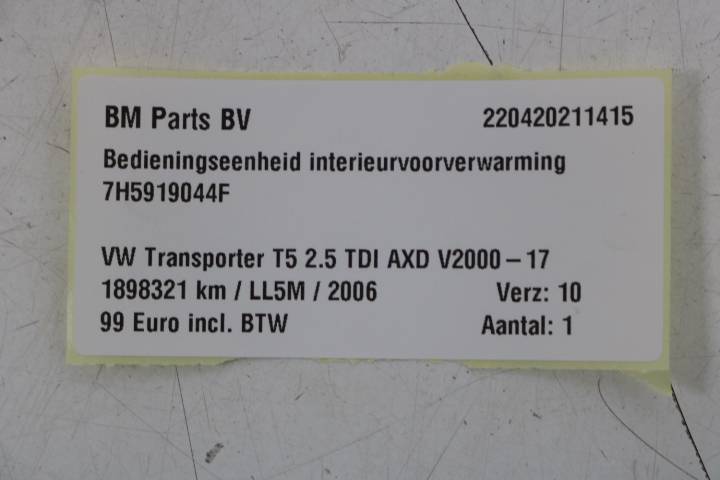 BM Parts BV 220420211415
Bedieningseenheid interieurvoorverwarming
7H5919044F
VW Transporter T5 2.5 TDI AXD V2000 – 17
1898321 km / LL5M / 2006 Verz: 10
99 Euro incl. BTW Aantal: 1